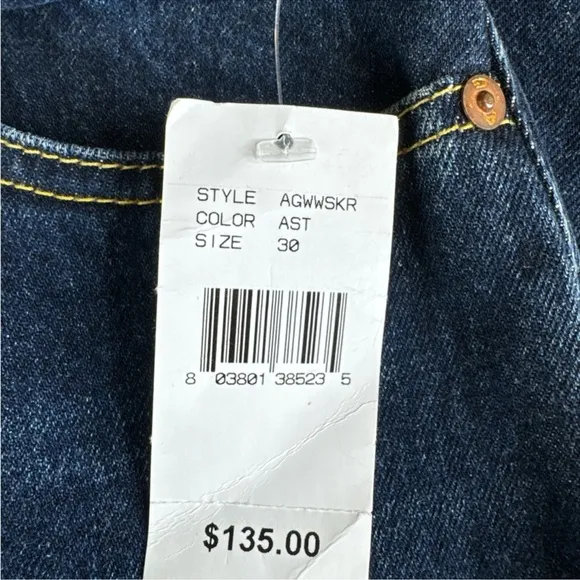 STYLE AGWWSKR
COLOR AST
SIZE 30
8 03801 38523 5
$135.00